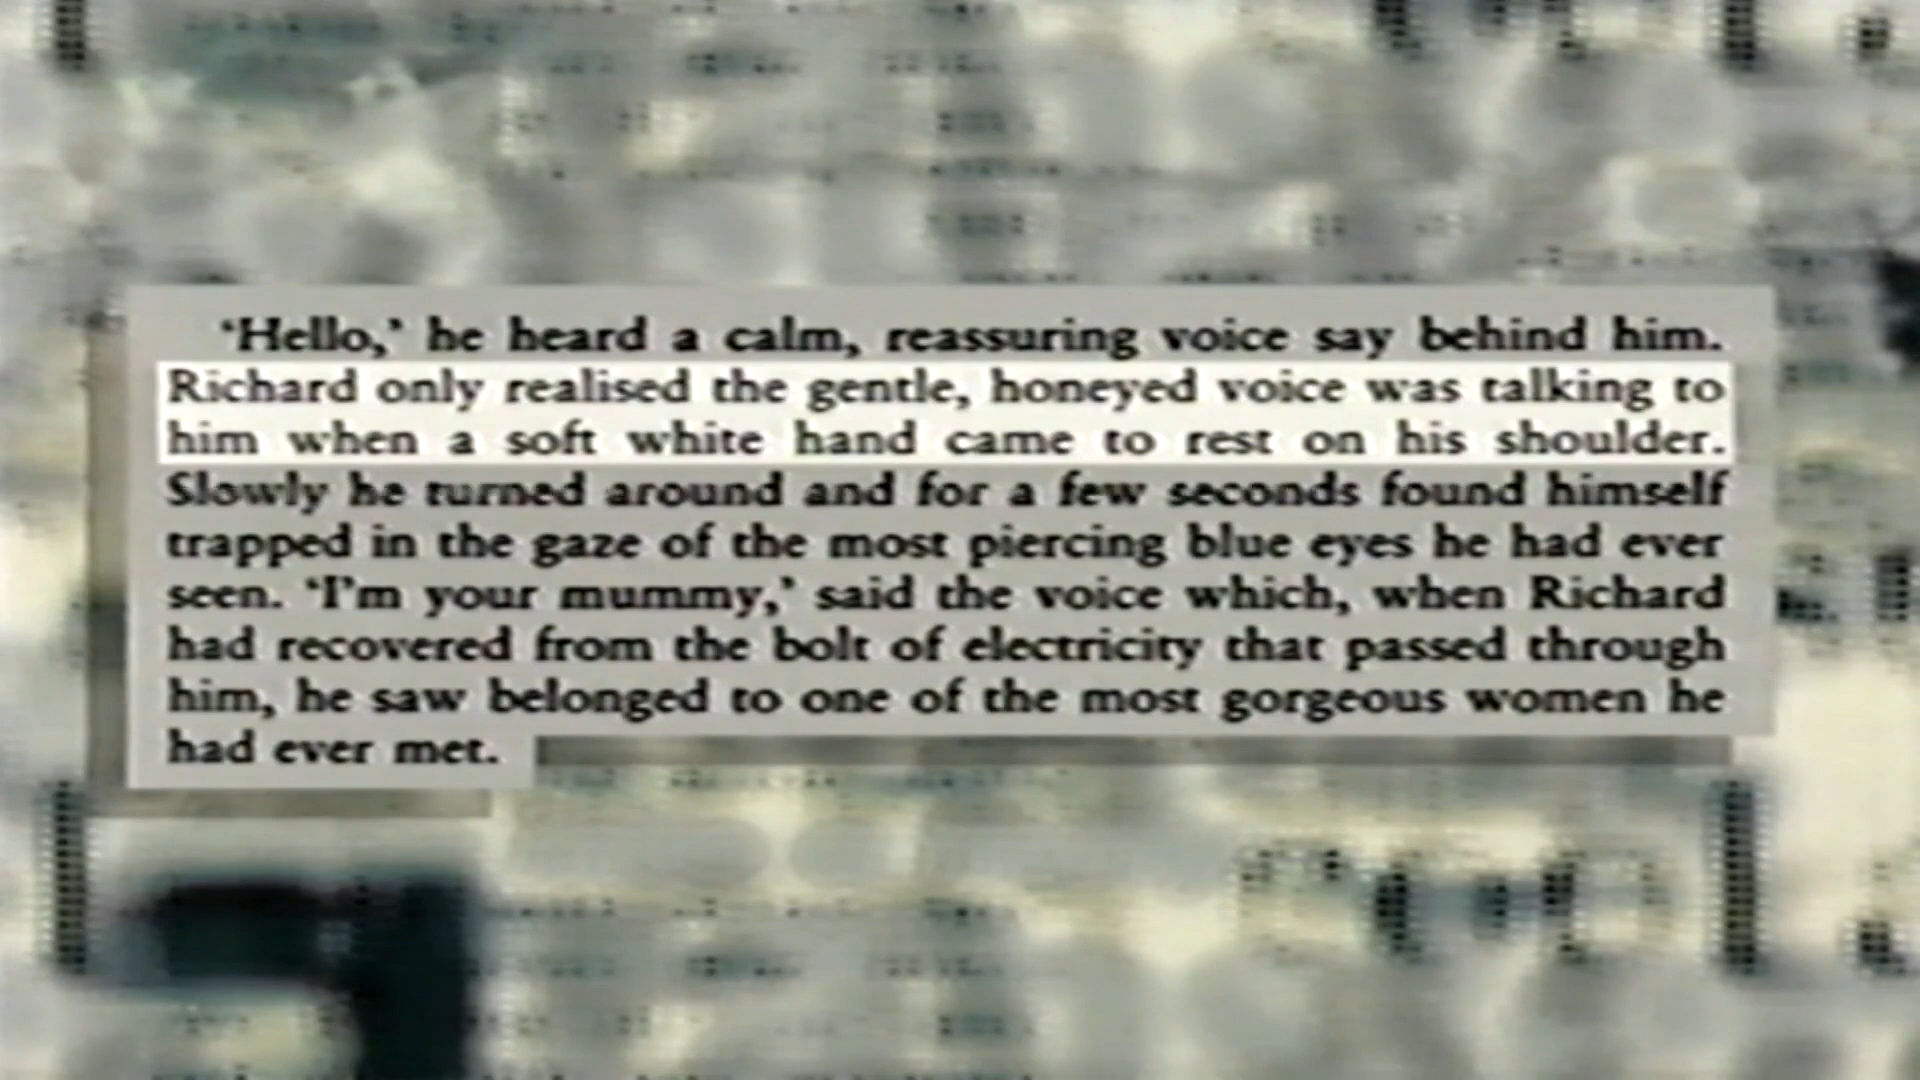 ‘Hello,’ he heard a calm, reassuring voice say behind him.
Richard only realised the gentle, honeyed voice was talking to
him when a soft white hand came to rest on his shoulder.
Slowly he turned around and for a few seconds found himself
trapped in the gaze of the most piercing blue eyes he had ever
seen. ‘I’m your mummy,’ said the voice which, when Richard
had recovered from the bolt of electricity that passed through
him, he saw belonged to one of the most gorgeous women he
had ever met.